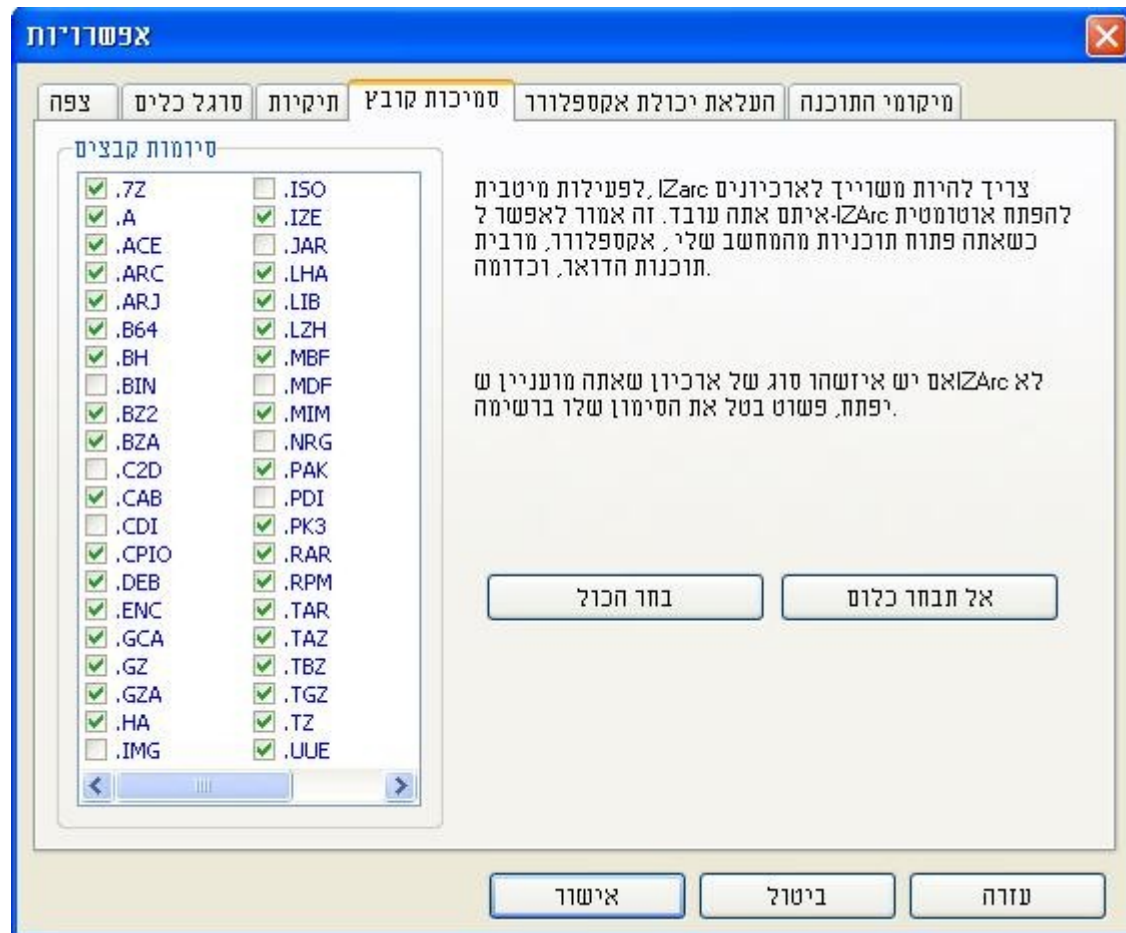 אפשרויות
צפה
סרגל כלים
תיקיות
סמיכות קובץ
העלאת יכולת אקספלורר
מיקומי התוכנה
סיומות קבצים
.7Z
.A
.ACE
.ARC
.ARJ
.B64
.BH
.BIN
.BZ2
.BZA
.C2D
.CAB
.CDI
.CPIO
.DEB
.ENC
.GCA
.GZ
.GZA
.HA
.IMG
.ISO
.IZE
.JAR
.LHA
.LIB
.LZH
.MBF
.MDF
.MIM
.NRG
.PAK
.PDI
.PK3
.RAR
.RPM
.TAR
.TAZ
.TBZ
.TGZ
.TZ
.UUE
לפעילות מיטבית, IZarc צריך להיות משוייך לארכיונים
איתם אתה עובד. זה אמור לאפשר ל-IZArc להפתח אוטומטית
כשאתה פתוח תוכניות מהמחשב שלי, אקספלורר, מרבית
תוכנות הדואר, וכדומה.
אם יש איזשהו סוג של ארכיון שאתה מועניין ש IZArc לא
יפתח, פשוט בטל את הסימון שלו ברשימה.
בחר הכול
אל תבחר כלום
אישור
ביטול
עזרה